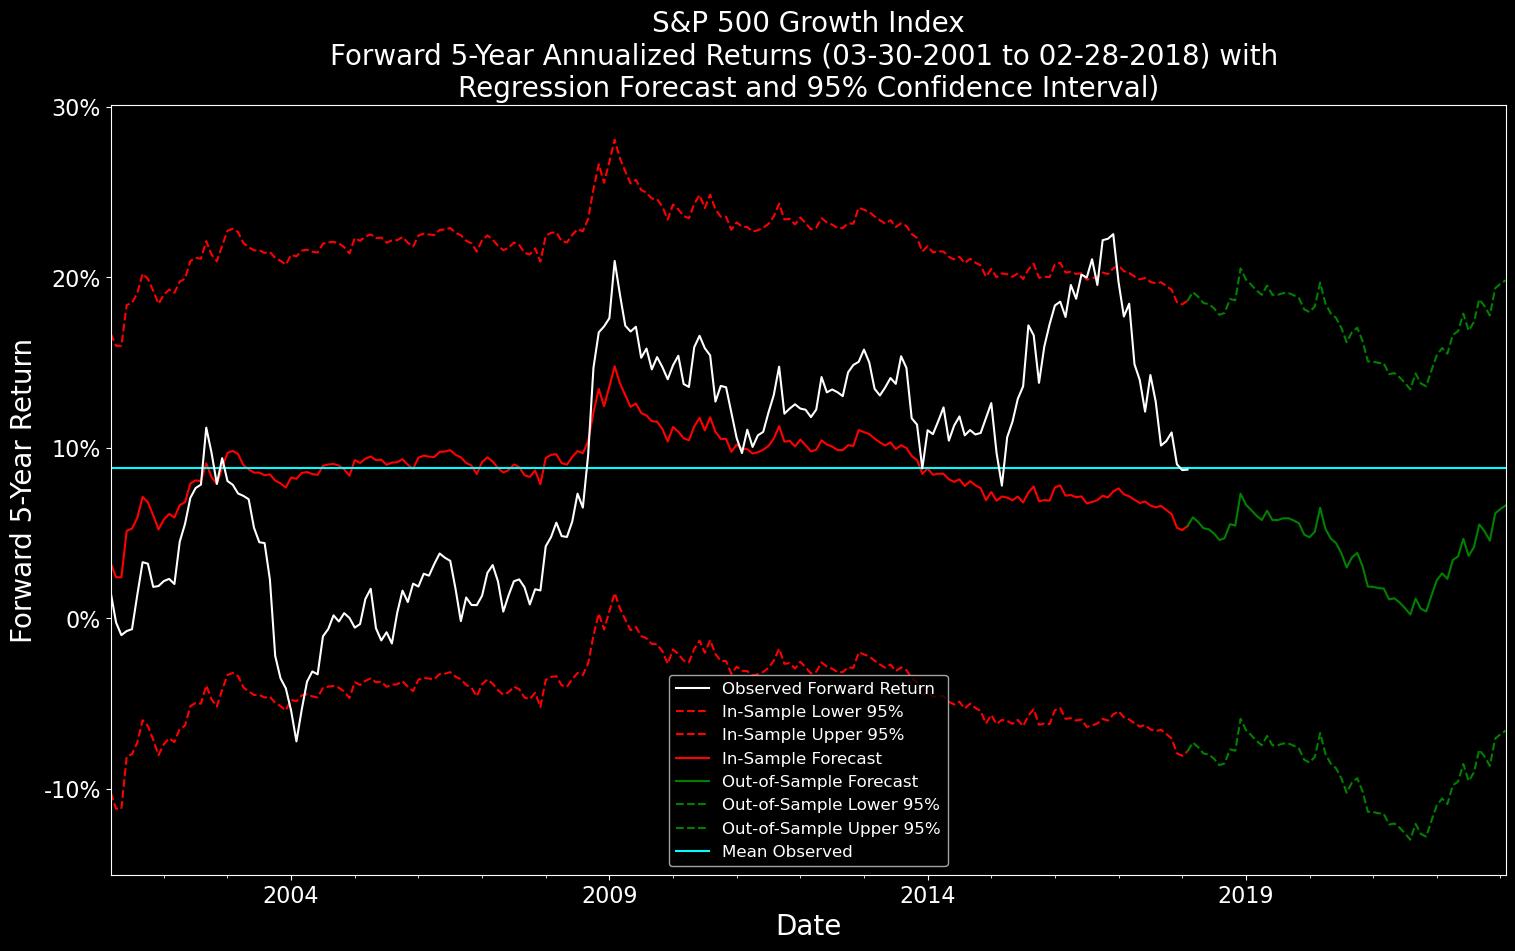 S&P 500 Growth Index
Forward 5-Year Annualized Returns (03-30-2001 to 02-28-2018) with
Regression Forecast and 95% Confidence Interval)
30%
20%
10%
0%
-10%
Forward 5-Year Return
Observed Forward Return
In-Sample Lower 95%
In-Sample Upper 95%
In-Sample Forecast
Out-of-Sample Forecast
Out-of-Sample Lower 95%
Out-of-Sample Upper 95%
Mean Observed
2004
2009
2014
2019
Date